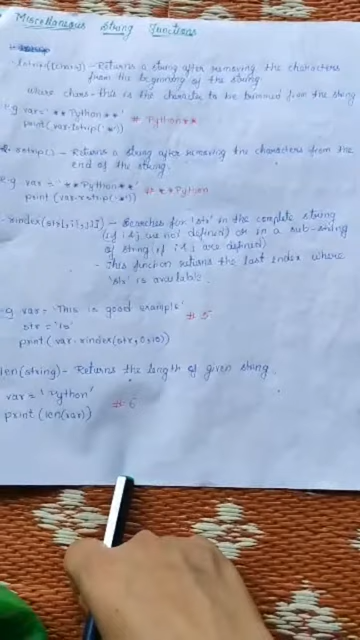 Miscellaneous String Functions
lstrip([chars]) - Returns a string after removing the characters
from the beginning of the string.
where chars - this is the character to be trimmed from the string
e.g var = '**Python**'
print(var.lstrip('*')) # Python**
rstrip() - Returns a string after removing the characters from the
end of the string.
e.g var = '**Python**'
print(var.rstrip('*')) # **Python
rindex(str[,i[,j]]) - Searches for 'str' in the complete string
(if i&j are not defined) or in a sub-string
of string if i&j are defined)
- This function returns the last index where
'str' is available.
g var = 'This is good example'
str = 'is'
print(var.rindex(str,0,10)) # 5
len(string) - Returns the length of given string.
var = 'Python'
print(len(var)) # 6